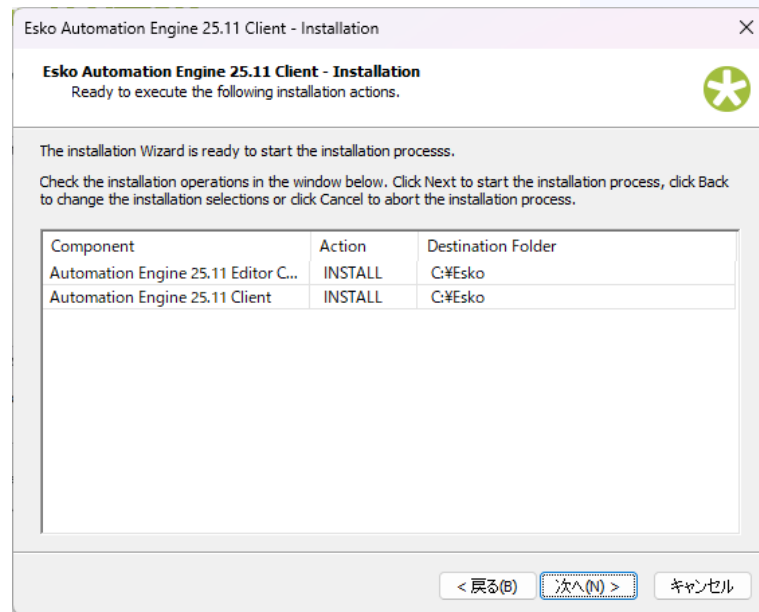 Esko Automation Engine 25.11 Client - Installation
Esko Automation Engine 25.11 Client - Installation
Ready to execute the following installation actions.
The installation Wizard is ready to start the installation processs.
Check the installation operations in the window below. Click Next to start the installation process, click Back
to change the installation selections or click Cancel to abort the installation process.
Component Action Destination Folder
Automation Engine 25.11 Editor C... INSTALL C:¥Esko
Automation Engine 25.11 Client INSTALL C:¥Esko
< 戻る(B) 次へ(N) > キャンセル